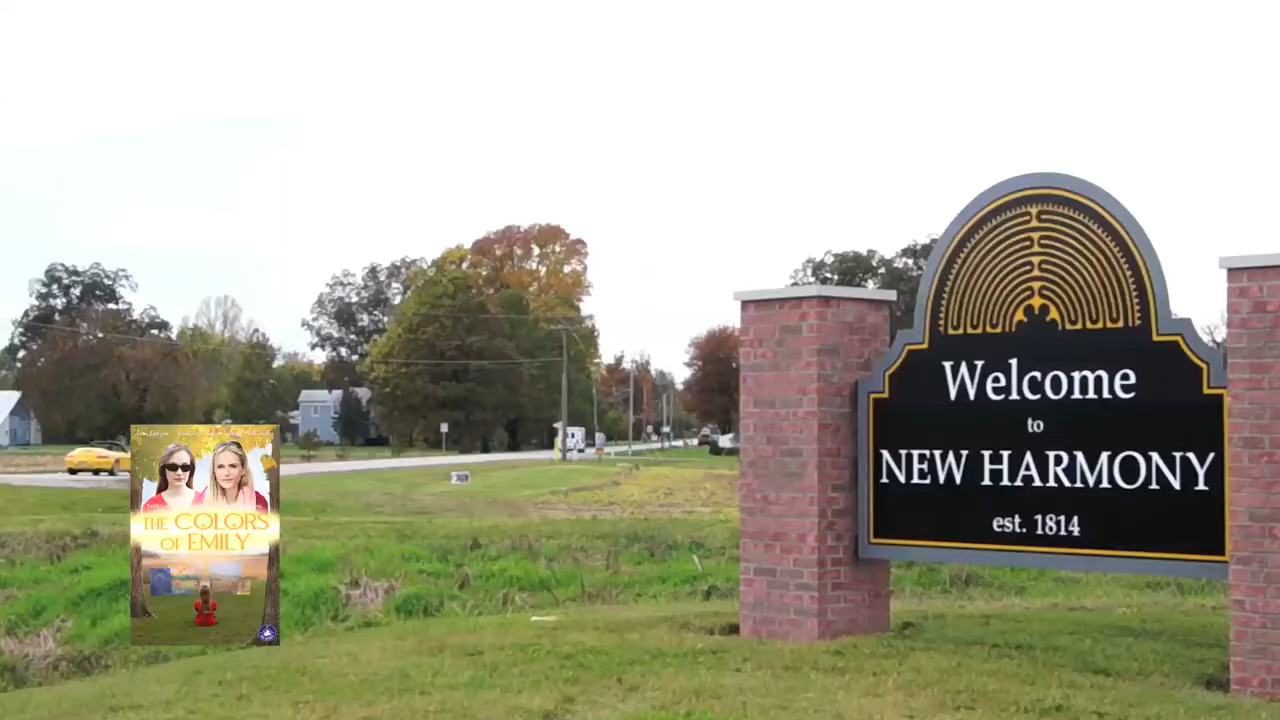 THE COLORS
OF EMILY
Welcome
to
NEW HARMONY
est. 1814